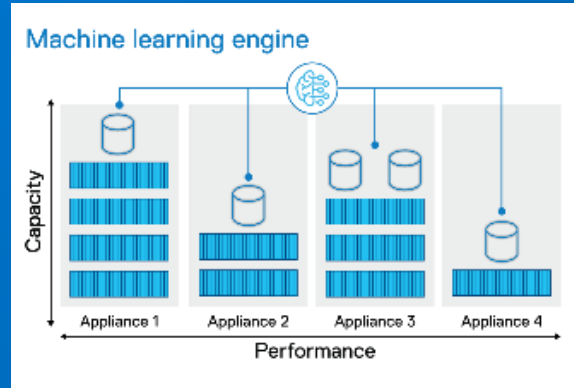 Machine learning engine
Capacity
Appliance 1
Appliance 2
Appliance 3
Appliance 4
Performance